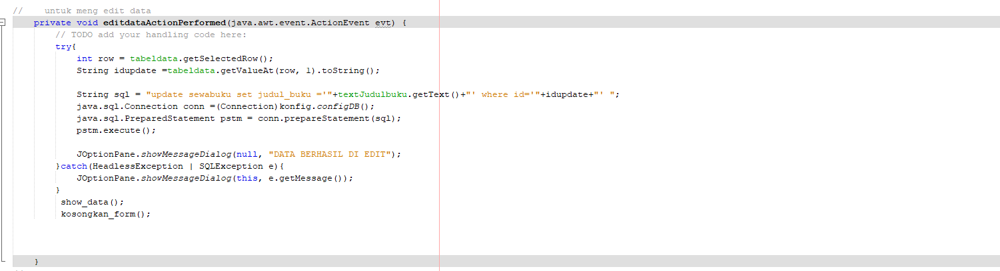 //    untuk meng edit data
    private void editdataActionPerformed(java.awt.event.ActionEvent evt) {
        // TODO add your handling code here:
        try{
            int row = tabeldata.getSelectedRow();
            String idupdate =tabeldata.getValueAt(row, 1).toString();
            String sql = "update sewabuku set judul_buku ='"+textJudulbuku.getText()+"' where id='"+idupdate+"' ";
            java.sql.Connection conn =(Connection)konfig.configDB();
            java.sql.PreparedStatement pstm = conn.prepareStatement(sql);
            pstm.execute();
            JOptionPane.showMessageDialog(null, "DATA BERHASIL DI EDIT");
        }catch(HeadlessException | SQLException e){
            JOptionPane.showMessageDialog(this, e.getMessage());
        }
         show_data();
         kosongkan_form();
    }